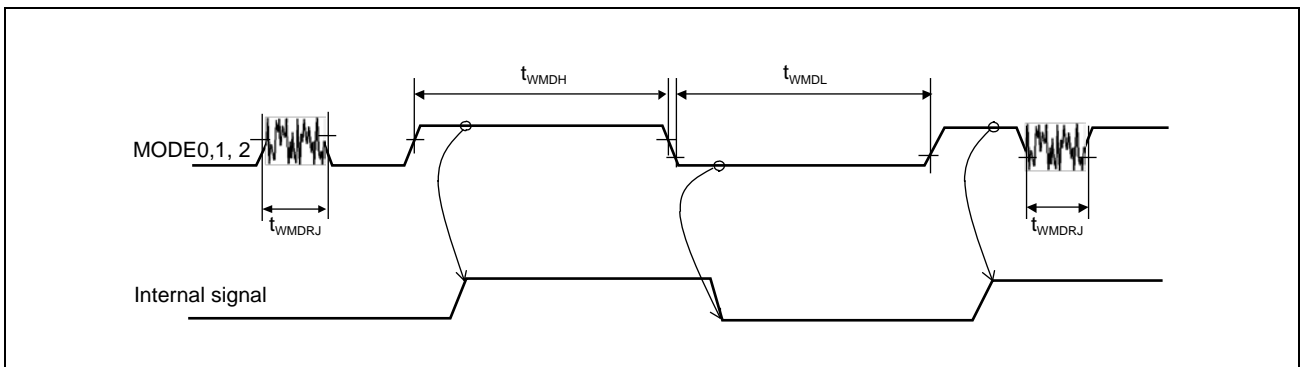 tWMDH
tWMDL
MODE0,1, 2
tWMDRJ
tWMDRJ
Internal signal